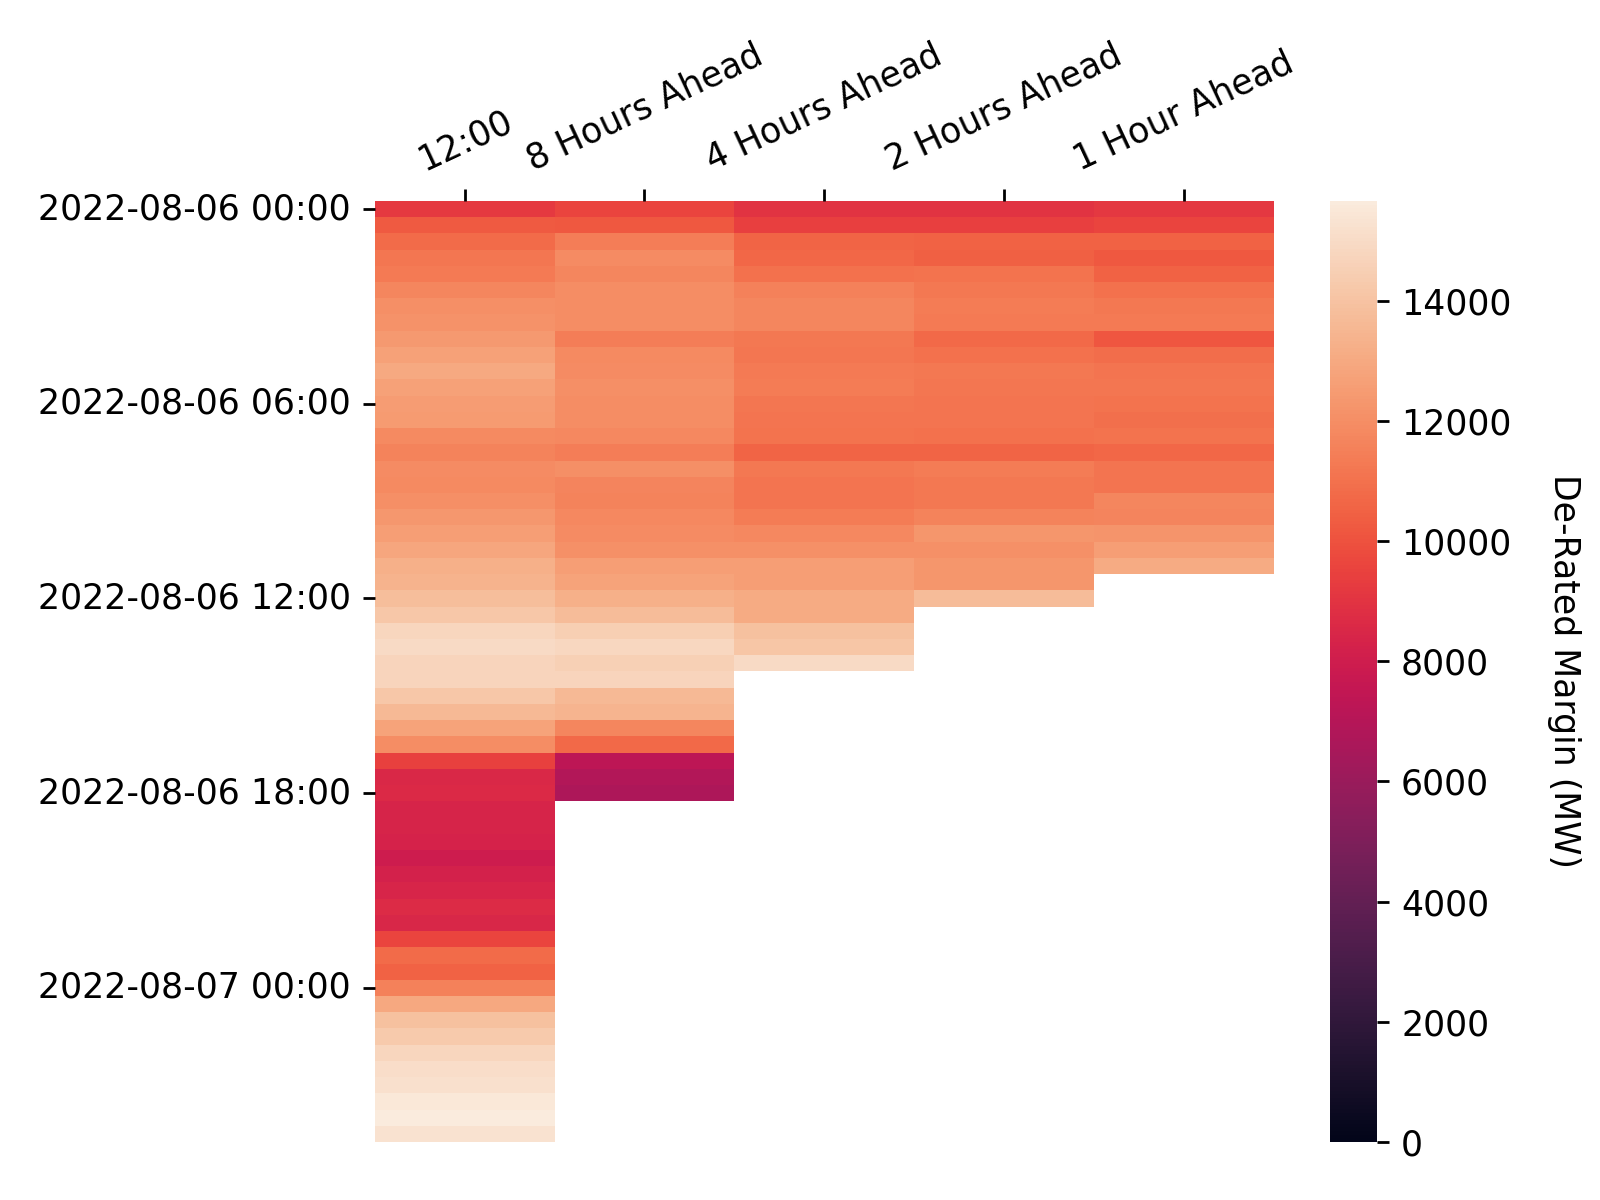 12:00
8 Hours Ahead
4 Hours Ahead
2 Hours Ahead
1 Hour Ahead
2022-08-06 00:00
2022-08-06 06:00
2022-08-06 12:00
2022-08-06 18:00
2022-08-07 00:00
14000
12000
10000
8000
6000
4000
2000
0
De-Rated Margin (MW)